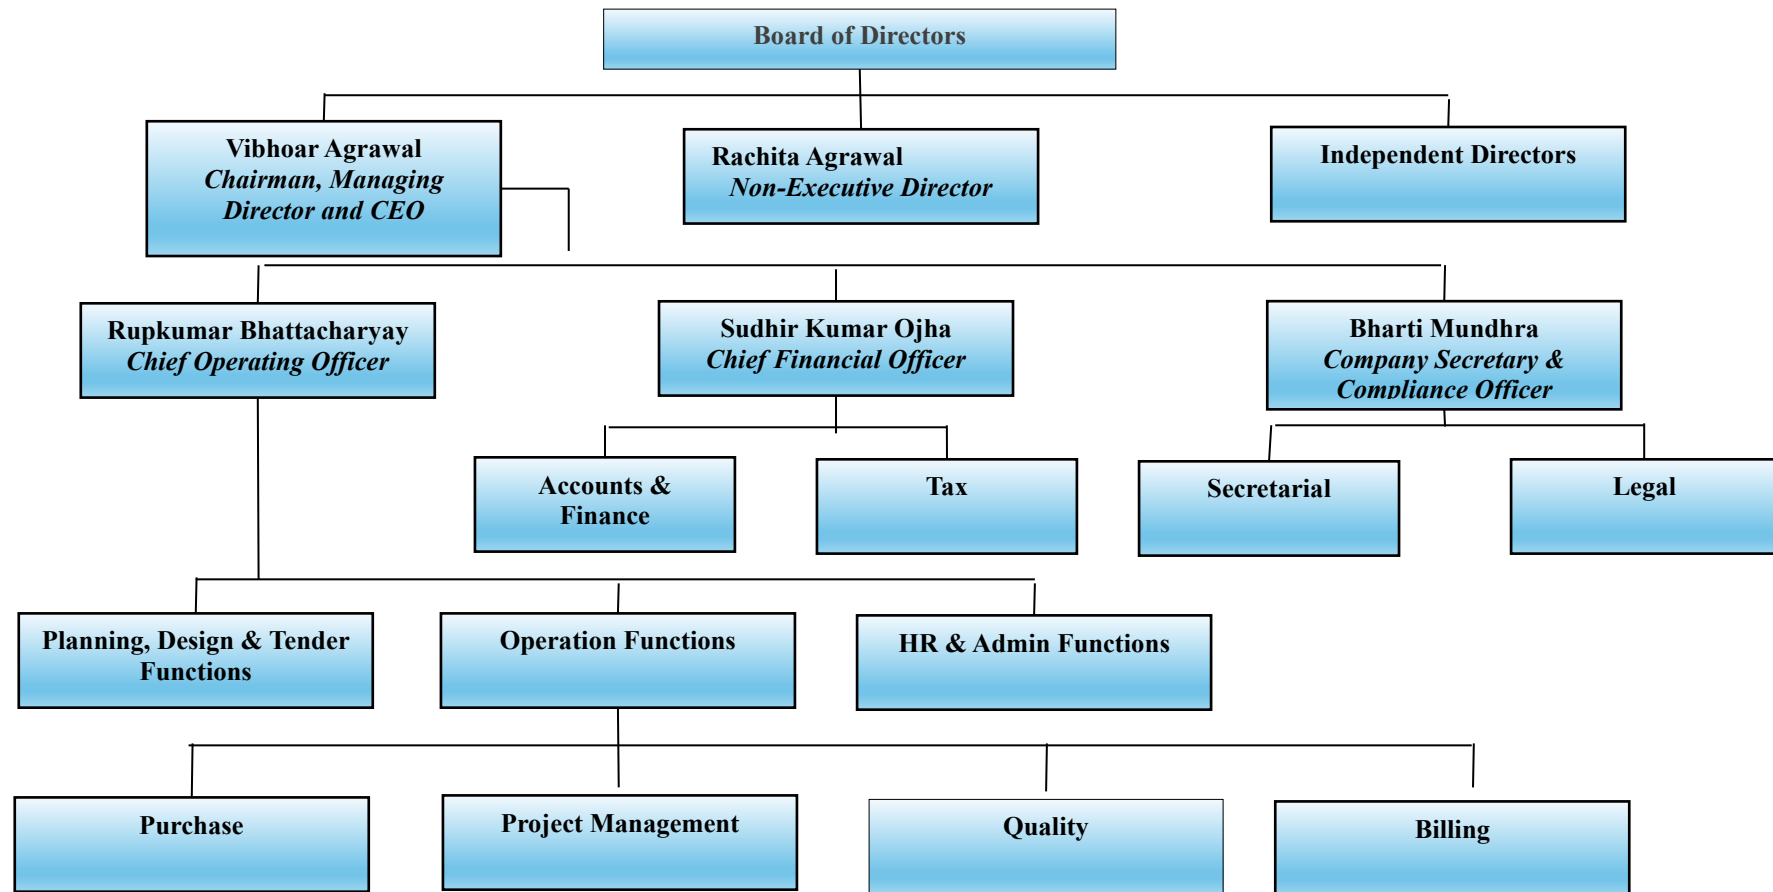 Board of Directors
Vibhoar Agrawal
Chairman, Managing
Director and CEO
Rachita Agrawal
Non-Executive Director
Independent Directors
Rupkumar Bhattacharyay
Chief Operating Officer
Sudhir Kumar Ojha
Chief Financial Officer
Bharti Mundhra
Company Secretary &
Compliance Officer
Accounts &
Finance
Tax
Secretarial
Legal
Planning, Design & Tender
Functions
Operation Functions
HR & Admin Functions
Purchase
Project Management
Quality
Billing